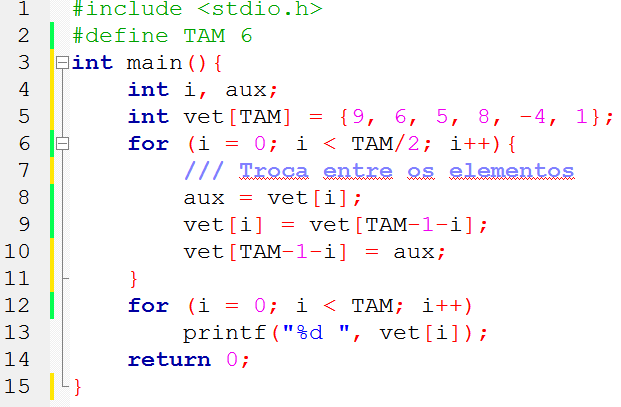 1 #include <stdio.h>
2 #define TAM 6
3 int main(){
4 int i, aux;
5 int vet[TAM] = {9, 6, 5, 8, -4, 1};
6 for (i = 0; i < TAM/2; i++){
7 /// Troca entre os elementos
8 aux = vet[i];
9 vet[i] = vet[TAM-1-i];
10 vet[TAM-1-i] = aux;
11 }
12 for (i = 0; i < TAM; i++)
13 printf("%d ", vet[i]);
14 return 0;
15 }